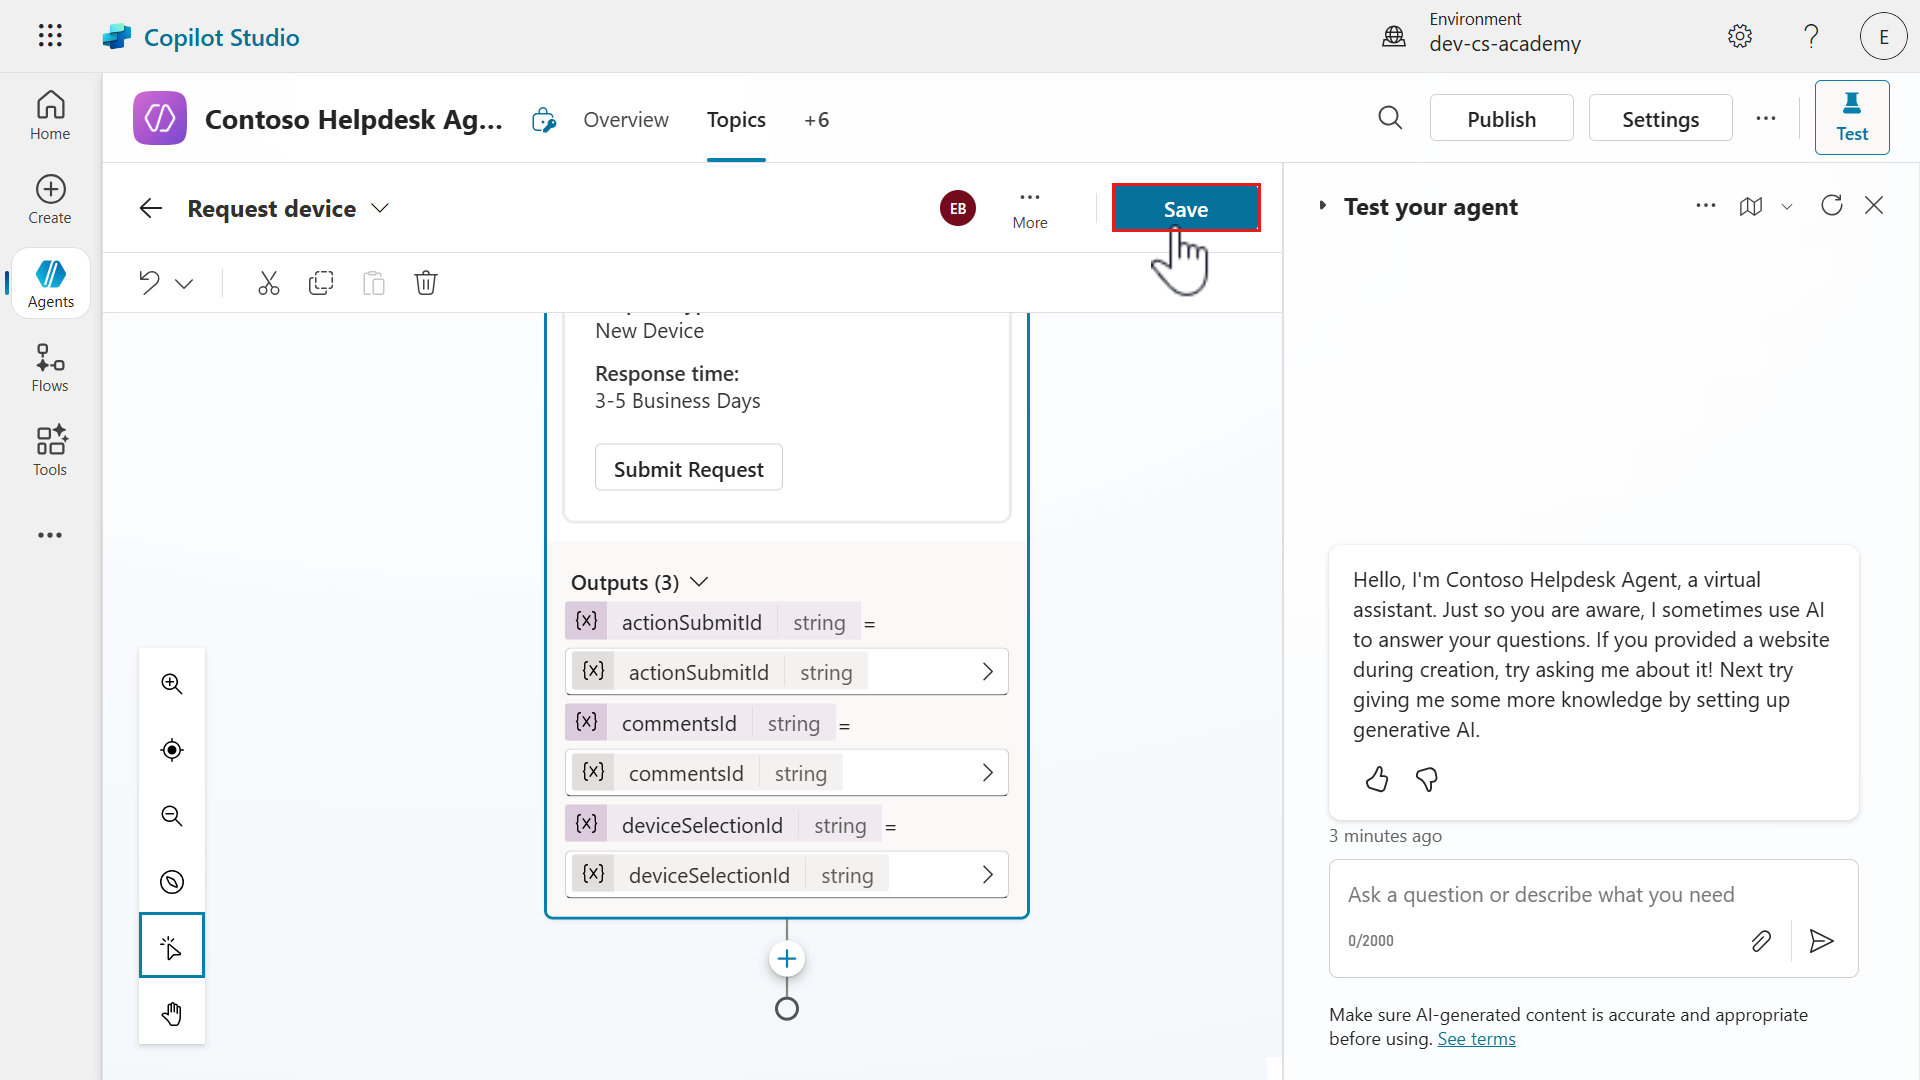 Copilot Studio
Environment
dev-cs-academy
E
Home
Create
Agents
Flows
Tools
Contoso Helpdesk Ag...
Overview
Topics
+6
Publish
Settings
Test
Request device
EB
More
Save
New Device
Response time:
3-5 Business Days
Submit Request
Outputs (3)
{x} actionSubmitId string =
{x} actionSubmitId string
{x} commentsId string =
{x} commentsId string
{x} deviceSelectionId string =
{x} deviceSelectionId string
Test your agent
Hello, I'm Contoso Helpdesk Agent, a virtual
assistant. Just so you are aware, I sometimes use AI
to answer your questions. If you provided a website
during creation, try asking me about it! Next try
giving me some more knowledge by setting up
generative AI.
3 minutes ago
Ask a question or describe what you need
0/2000
Make sure AI-generated content is accurate and appropriate
before using. See terms